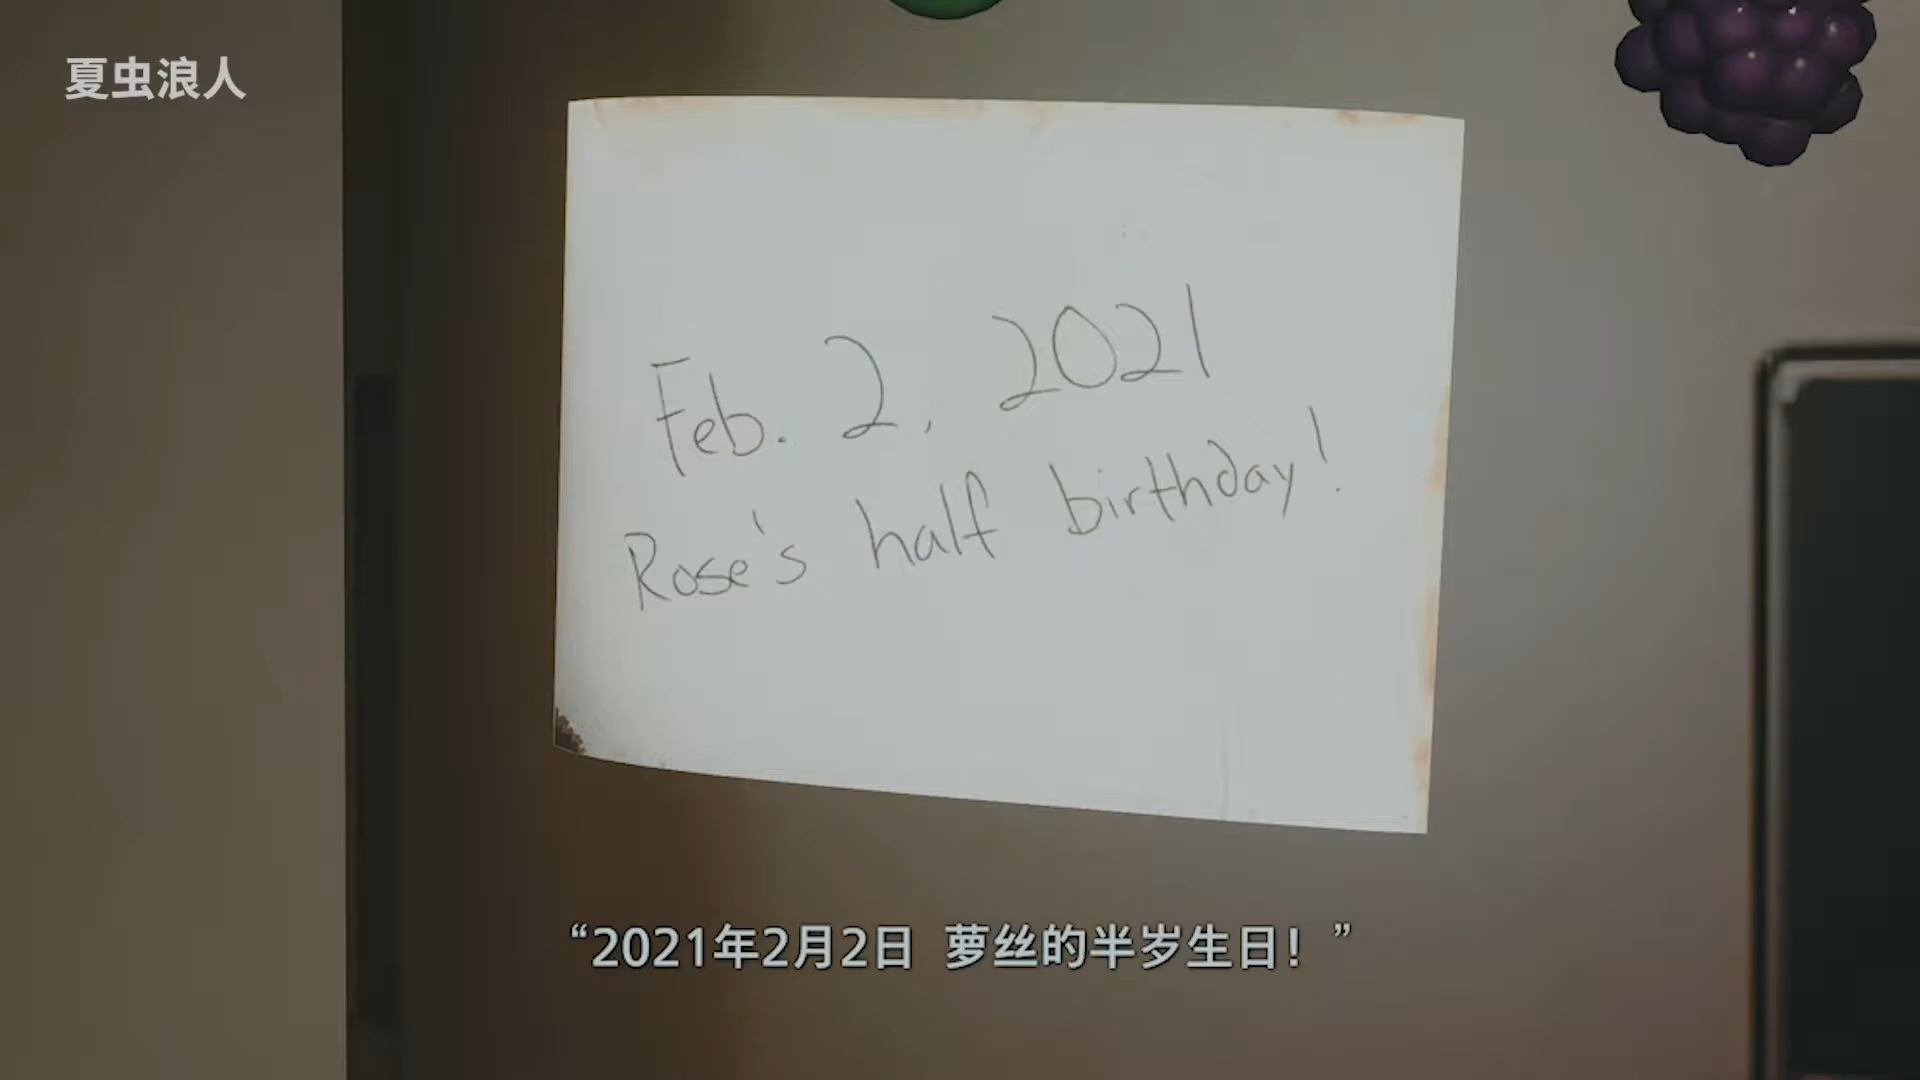 夏虫浪人
Feb. 2, 2021
Rose's half birthday!
“2021年2月2日 萝丝的半岁生日！”